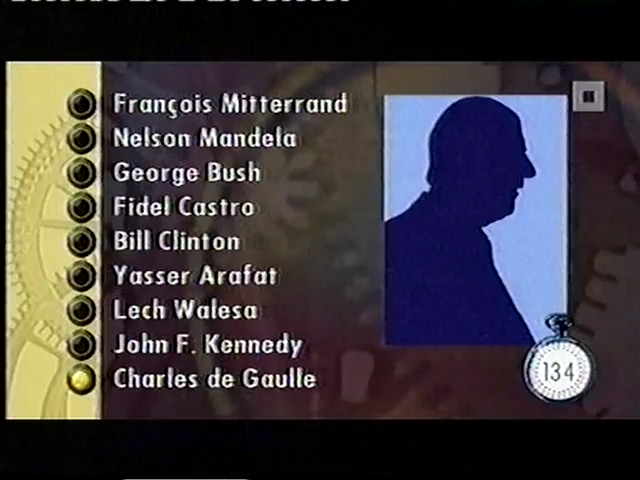 François Mitterrand
Nelson Mandela
George Bush
Fidel Castro
Bill Clinton
Yasser Arafat
Lech Walesa
John F. Kennedy
Charles de Gaulle
134